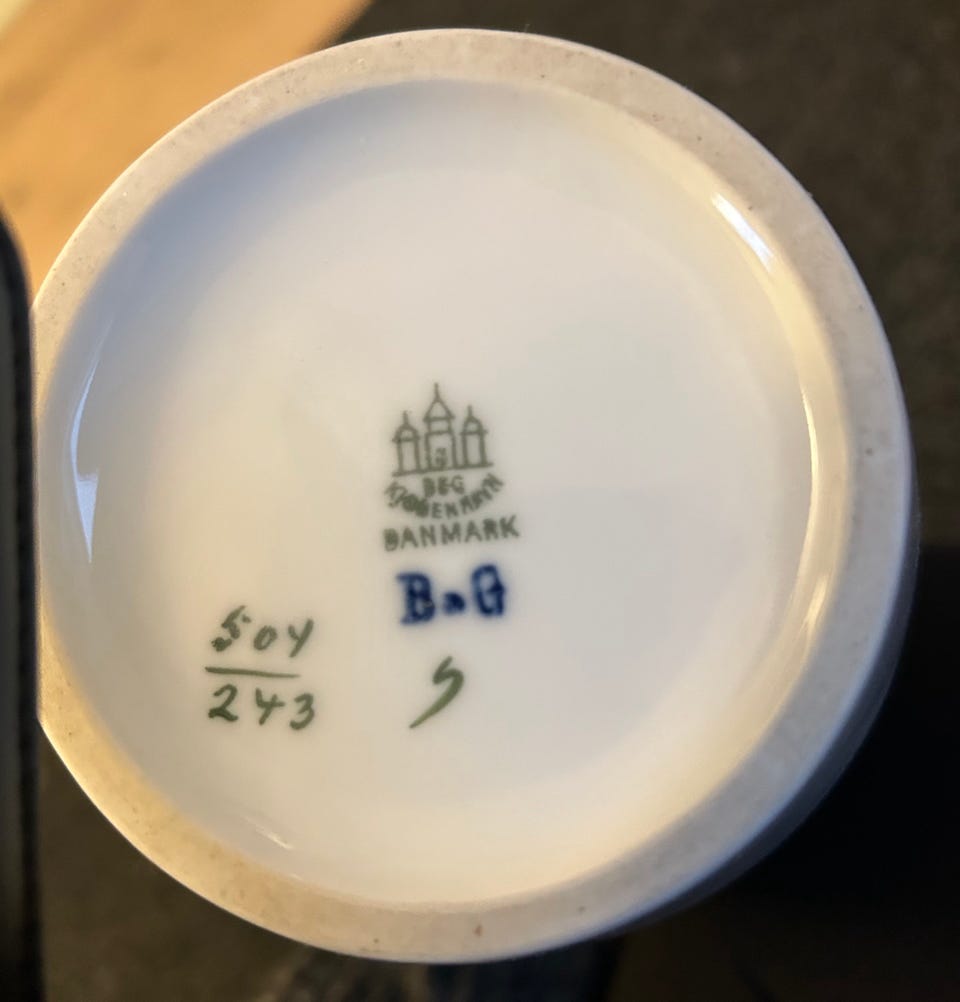 B&G
KJØBENHAVN
DANMARK
B&G
504
243
S